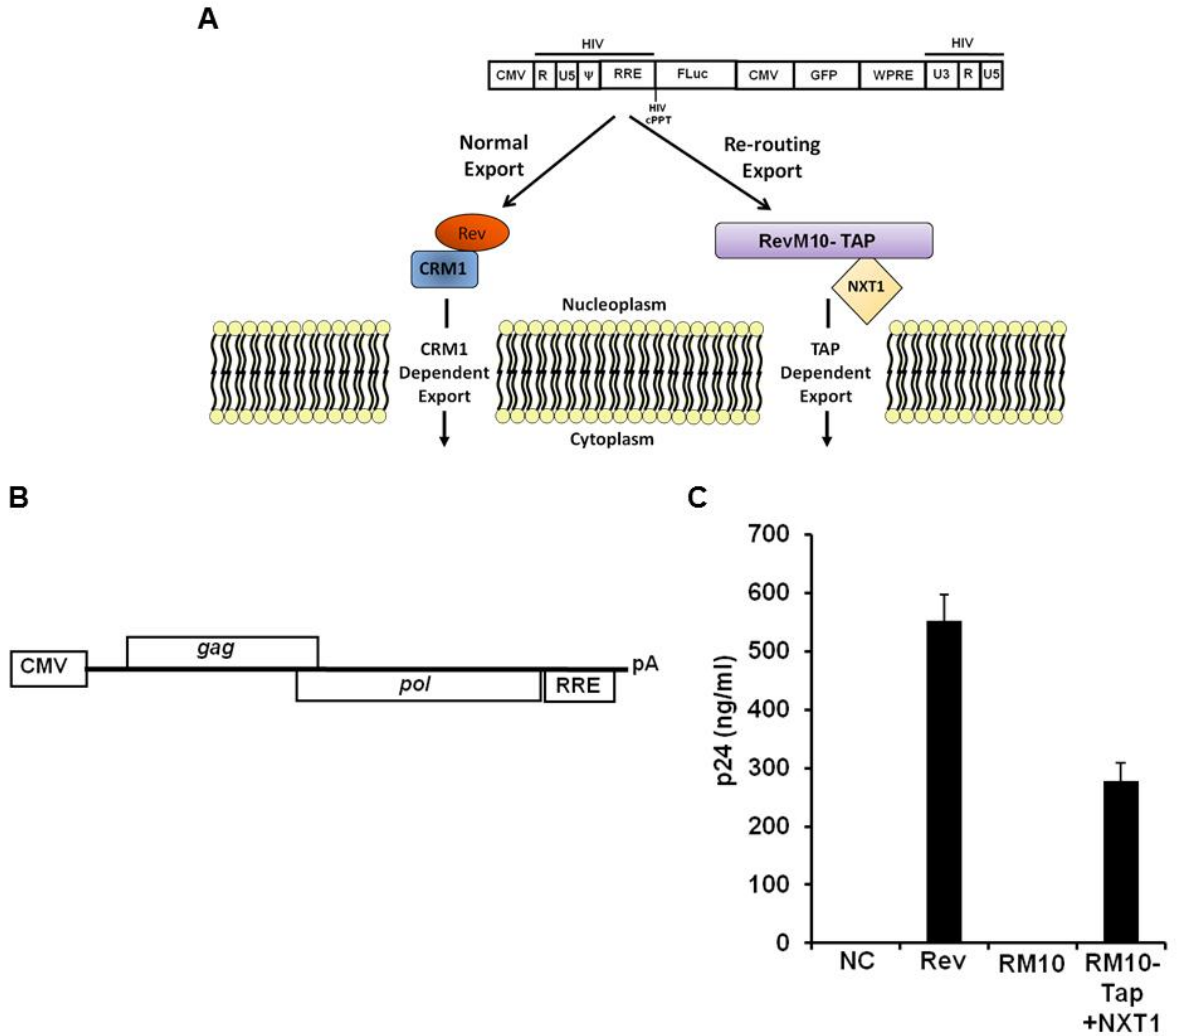 A
HIV
HIV
CMV R U5 Ψ RRE FLuc CMV GFP WPRE U3 R U5
HIV
cPPT
Normal
Export
Re-routing
Export
Rev
CRM1
RevM10- TAP
NXT1
Nucleoplasm
CRM1
Dependent
Export
TAP
Dependent
Export
Cytoplasm
B
CMV
gag
pol
RRE
pA
C
p24 (ng/ml)
700
600
500
400
300
200
100
0
NC
Rev
RM10
RM10-
Tap
+NXT1